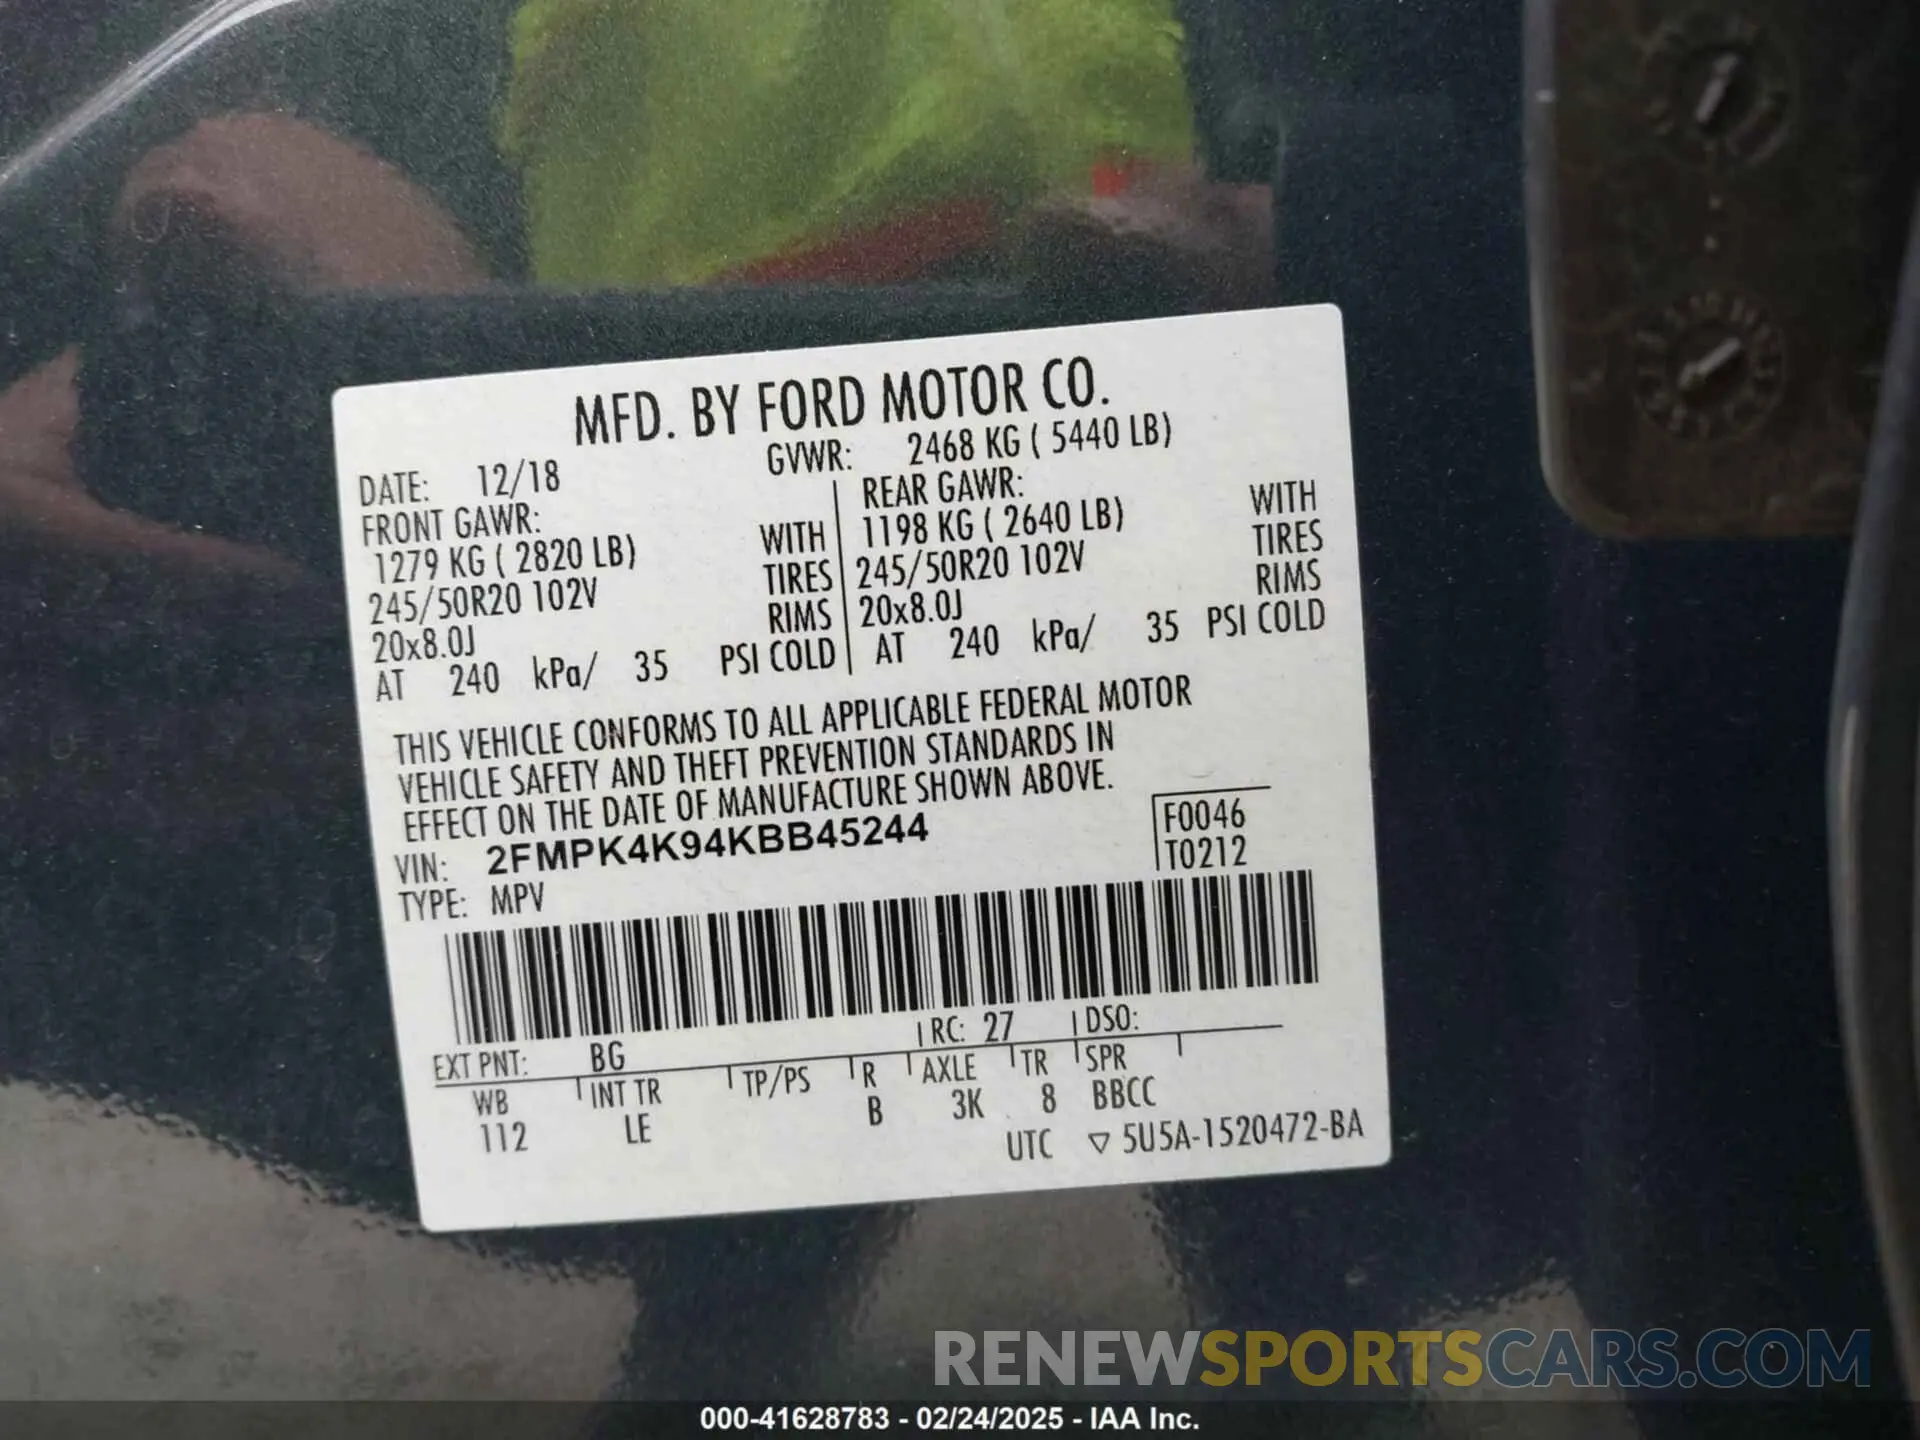 MFD. BY FORD MOTOR CO.
DATE: 12/18 GVWR: 2468 KG ( 5440 LB)
FRONT GAWR: REAR GAWR:
1279 KG ( 2820 LB) WITH 1198 KG ( 2640 LB) WITH
245/50R20 102V TIRES 245/50R20 102V TIRES
20x8.0J RIMS 20x8.0J RIMS
AT 240 kPa/ 35 PSI COLD AT 240 kPa/ 35 PSI COLD
THIS VEHICLE CONFORMS TO ALL APPLICABLE FEDERAL MOTOR
VEHICLE SAFETY AND THEFT PREVENTION STANDARDS IN
EFFECT ON THE DATE OF MANUFACTURE SHOWN ABOVE.
VIN: 2FMPK4K94KBB45244 F0046
TYPE: MPV T0212
EXT PNT: BG RC: 27 DSO:
WB INT TR TP/PS R AXLE TR SPR
112 LE B 3K 8 BBCC
UTC ▽ 5U5A-1520472-BA
RENEWSPORTSCARS.COM
000-41628783 - 02/24/2025 - IAA Inc.